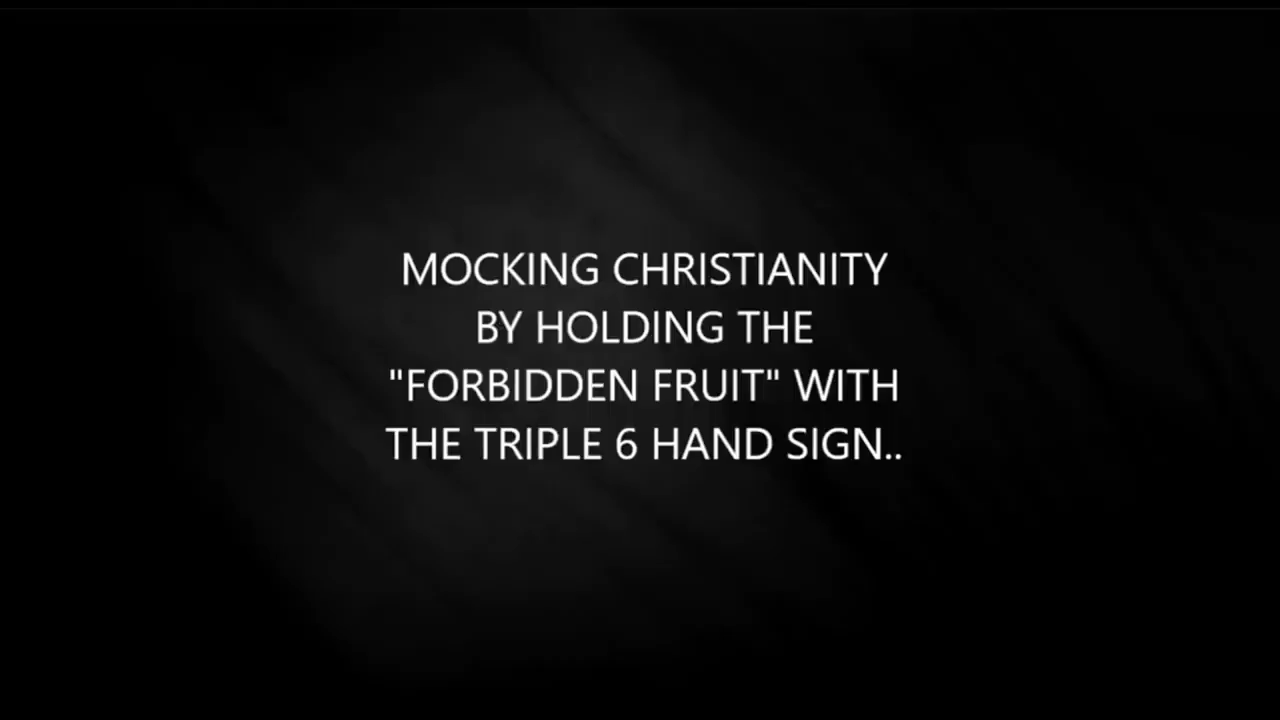 MOCKING CHRISTIANITY
BY HOLDING THE
"FORBIDDEN FRUIT" WITH
THE TRIPLE 6 HAND SIGN..